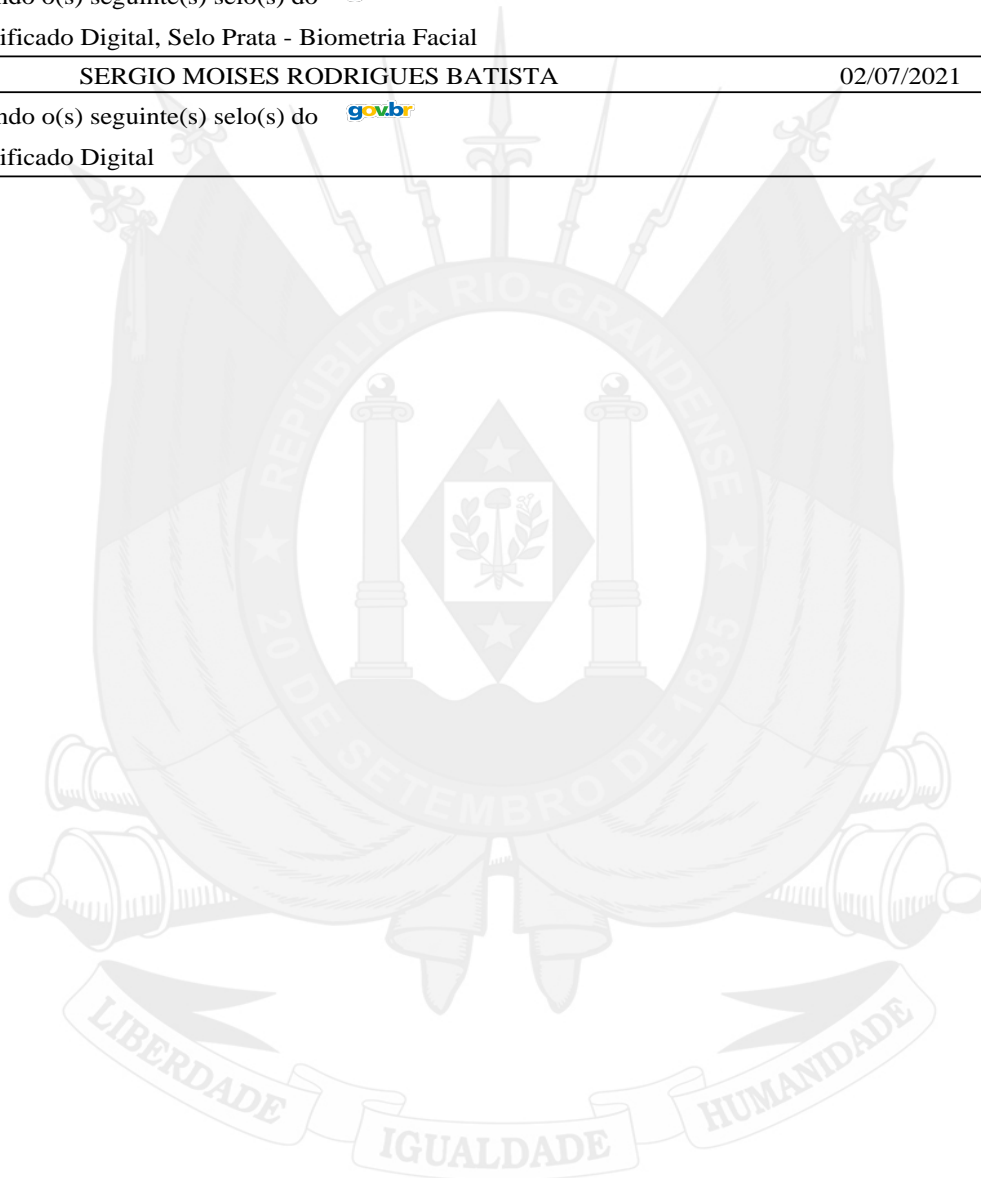 ndo o(s) seguinte(s) selo(s) do
ificado Digital, Selo Prata - Biometria Facial
SERGIO MOISES RODRIGUES BATISTA 02/07/2021
ndo o(s) seguinte(s) selo(s) do gov.br
ificado Digital
REPÚBLICA RIO-GRANDENSE
20 DE SETEMBRO DE 1835
LIBERDADE IGUALDADE HUMANIDADE